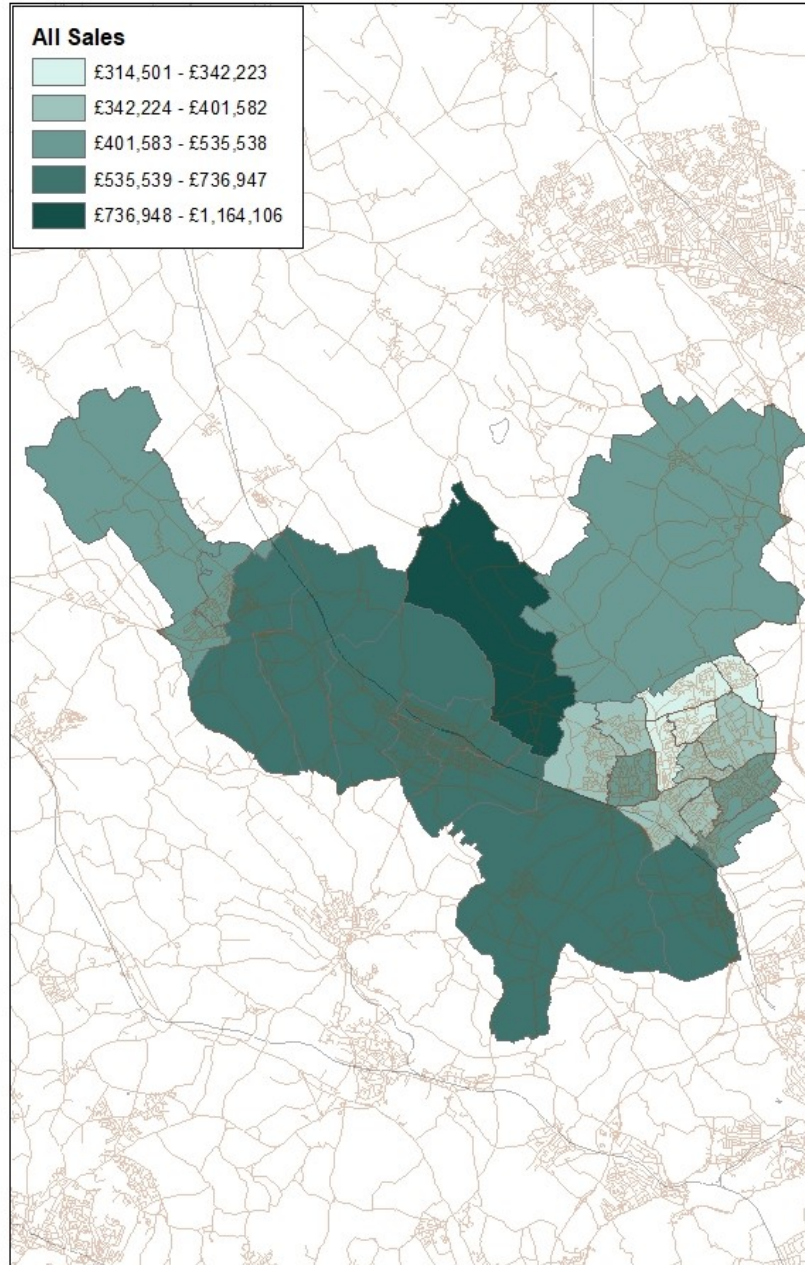 All Sales
£314,501 - £342,223
£342,224 - £401,582
£401,583 - £535,538
£535,539 - £736,947
£736,948 - £1,164,106